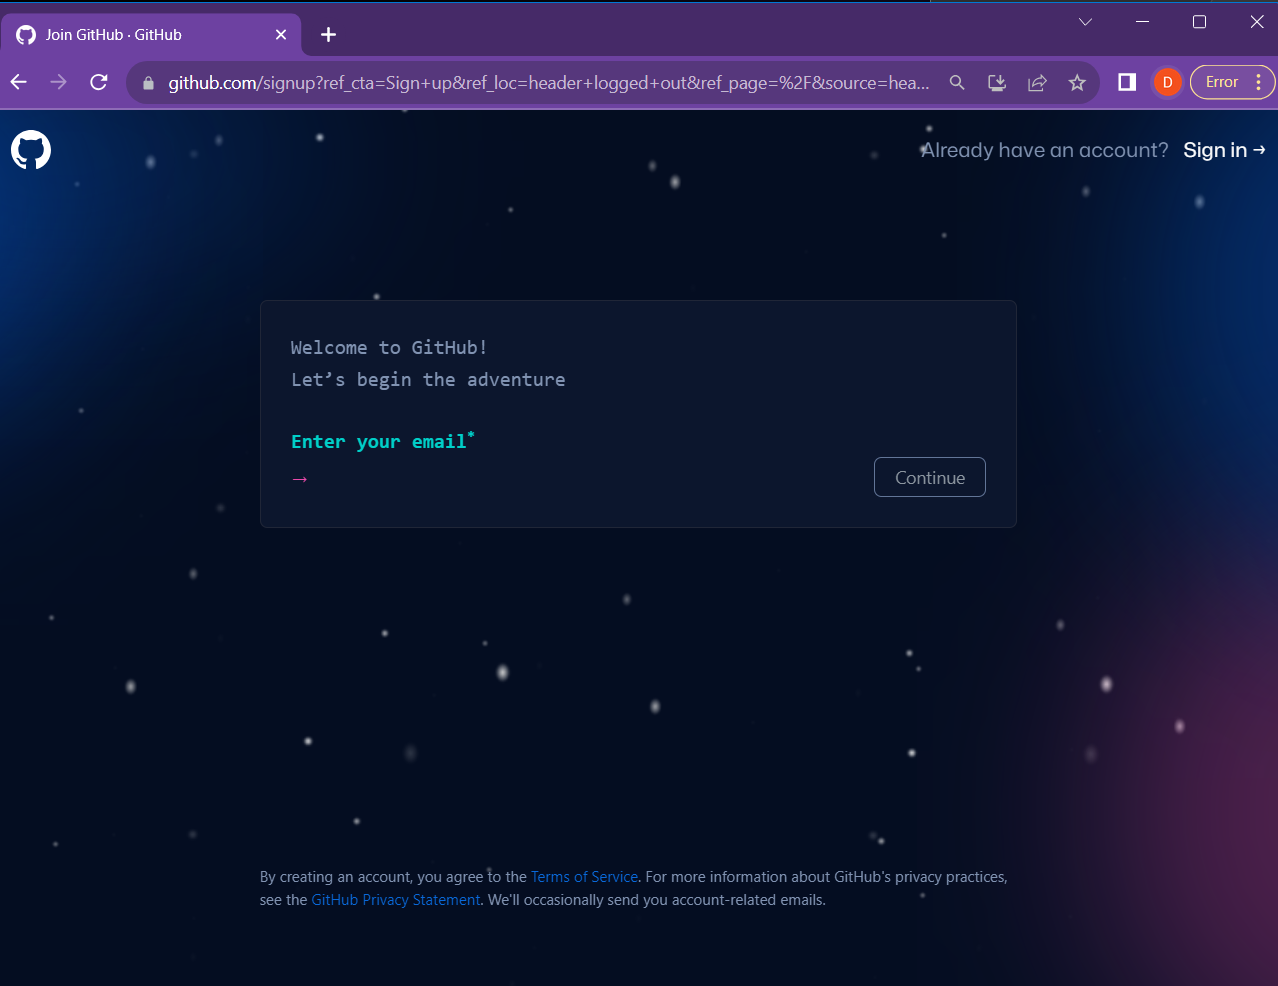 Join GitHub · GitHub
github.com/signup?ref_cta=Sign+up&ref_loc=header+logged+out&ref_page=%2F&source=hea...
D
Error
Already have an account? Sign in →
Welcome to GitHub!
Let’s begin the adventure
Enter your email*
→
Continue
By creating an account, you agree to the Terms of Service. For more information about GitHub's privacy practices,
see the GitHub Privacy Statement. We'll occasionally send you account-related emails.